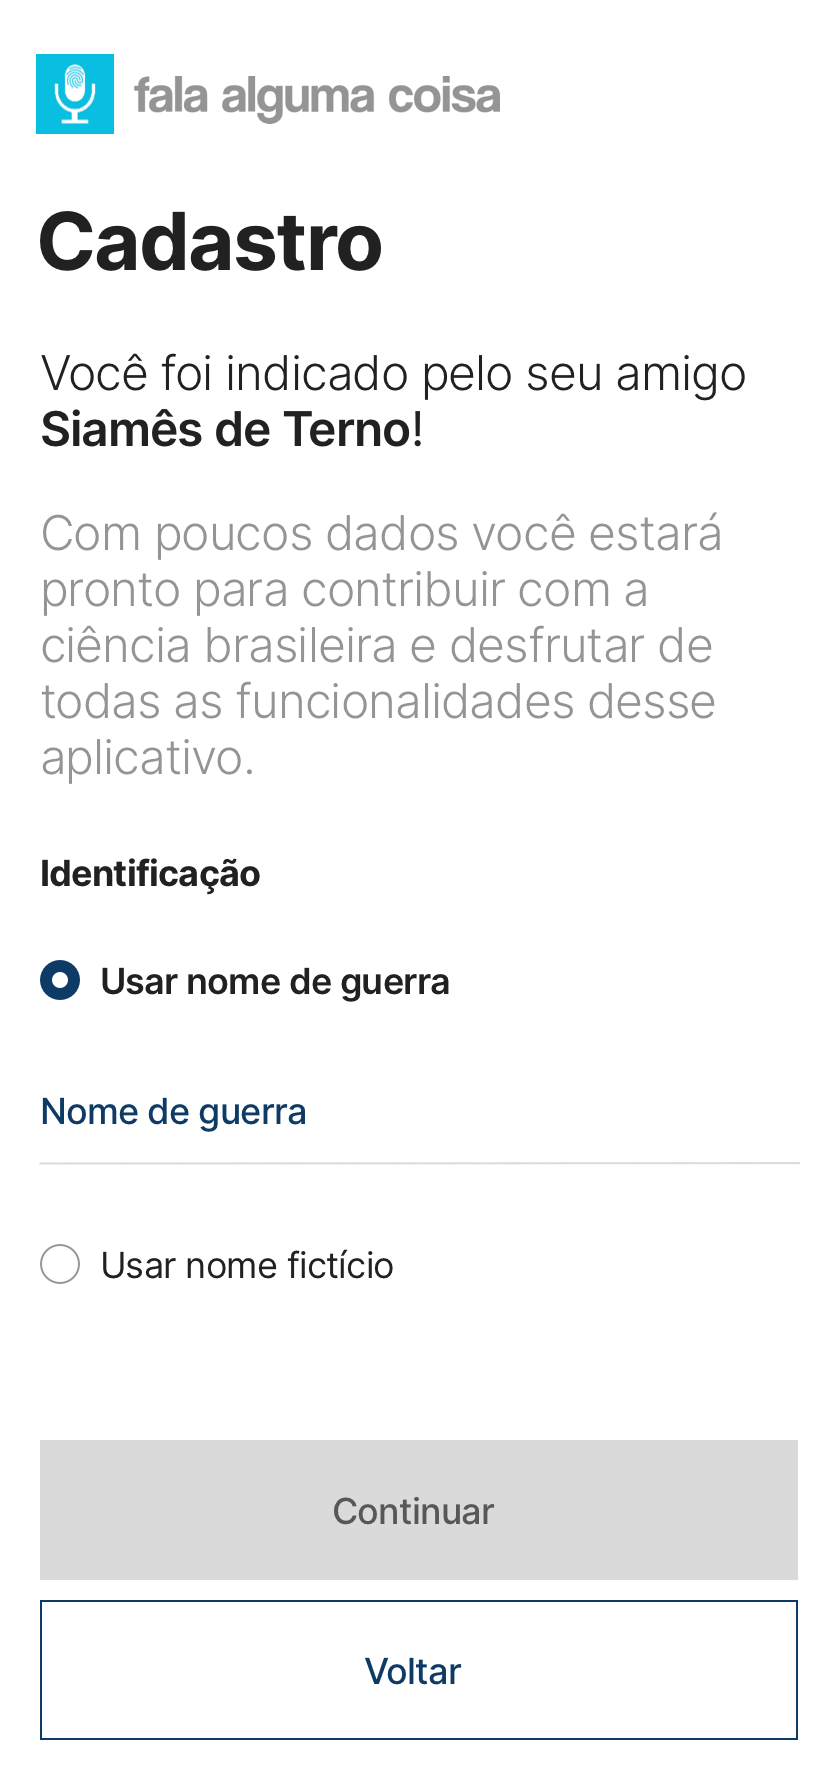 fala alguma coisa
Cadastro
Você foi indicado pelo seu amigo
Siamês de Terno!
Com poucos dados você estará
pronto para contribuir com a
ciência brasileira e desfrutar de
todas as funcionalidades desse
aplicativo.
Identificação
Usar nome de guerra
Nome de guerra
Usar nome fictício
Continuar
Voltar